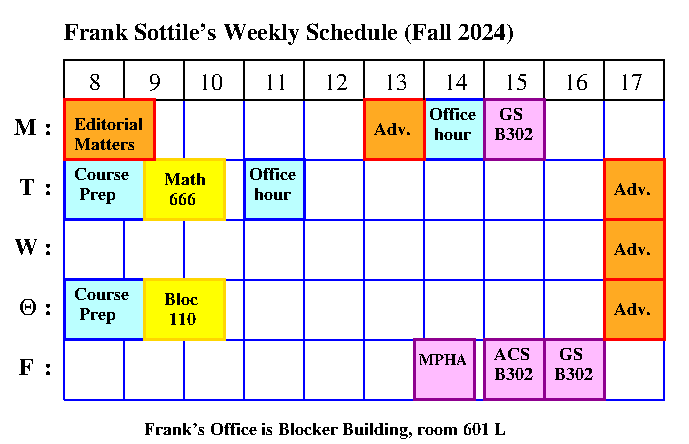 Frank Sottile's Weekly Schedule (Fall 2024)
8 9 10 11 12 13 14 15 16 17
M : Editorial Matters Adv. Office hour GS B302
T : Course Prep Math 666 Office hour Adv.
W : Adv.
Θ : Course Prep Bloc 110 Adv.
F : MPHA ACS B302 GS B302
Frank's Office is Blocker Building, room 601 L